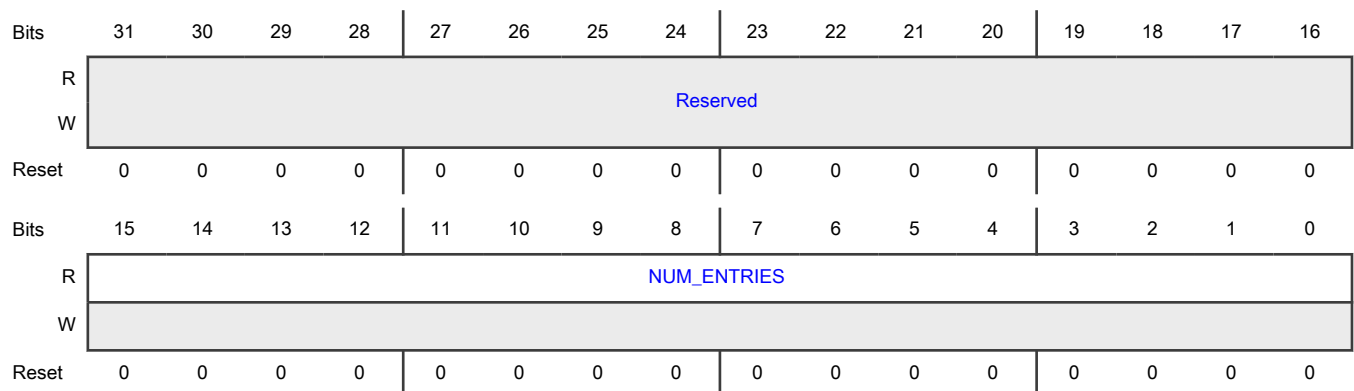 Bits 31 30 29 28 27 26 25 24 23 22 21 20 19 18 17 16
R
Reserved
W
Reset 0 0 0 0 0 0 0 0 0 0 0 0 0 0 0 0
Bits 15 14 13 12 11 10 9 8 7 6 5 4 3 2 1 0
R NUM_ENTRIES
W
Reset 0 0 0 0 0 0 0 0 0 0 0 0 0 0 0 0